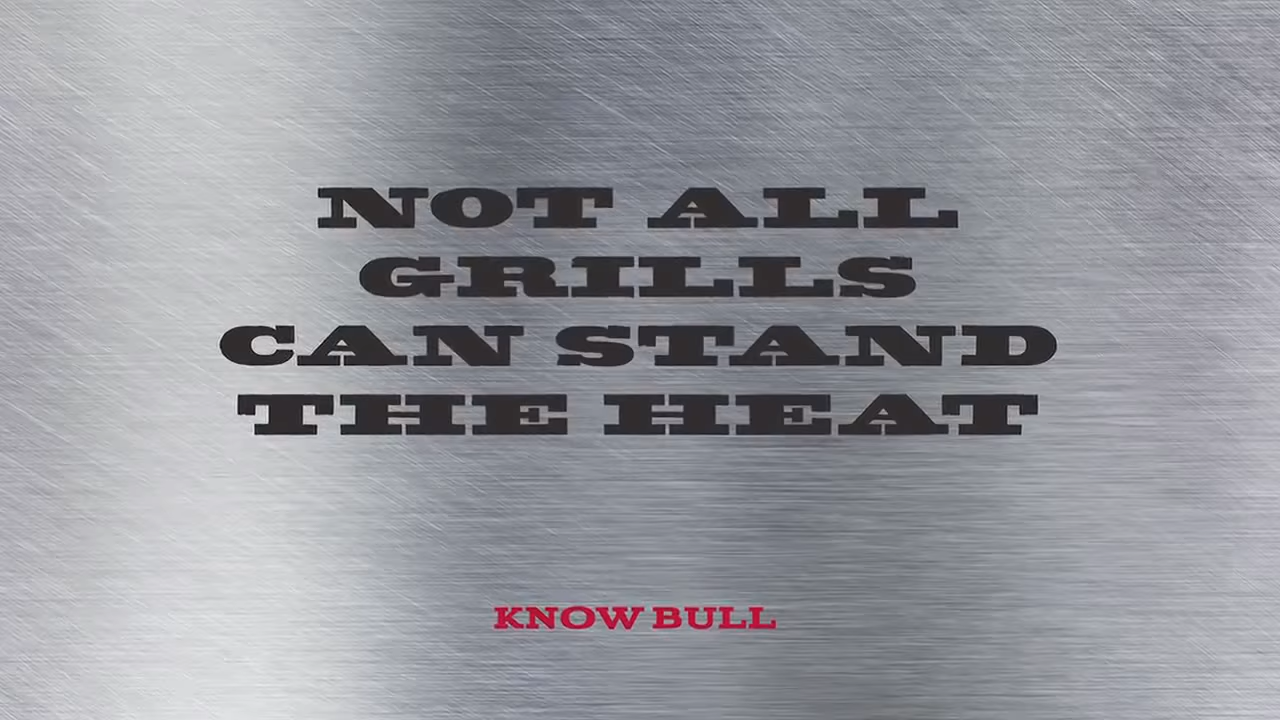 NOT ALL
GRILLS
CAN STAND
THE HEAT
KNOW BULL